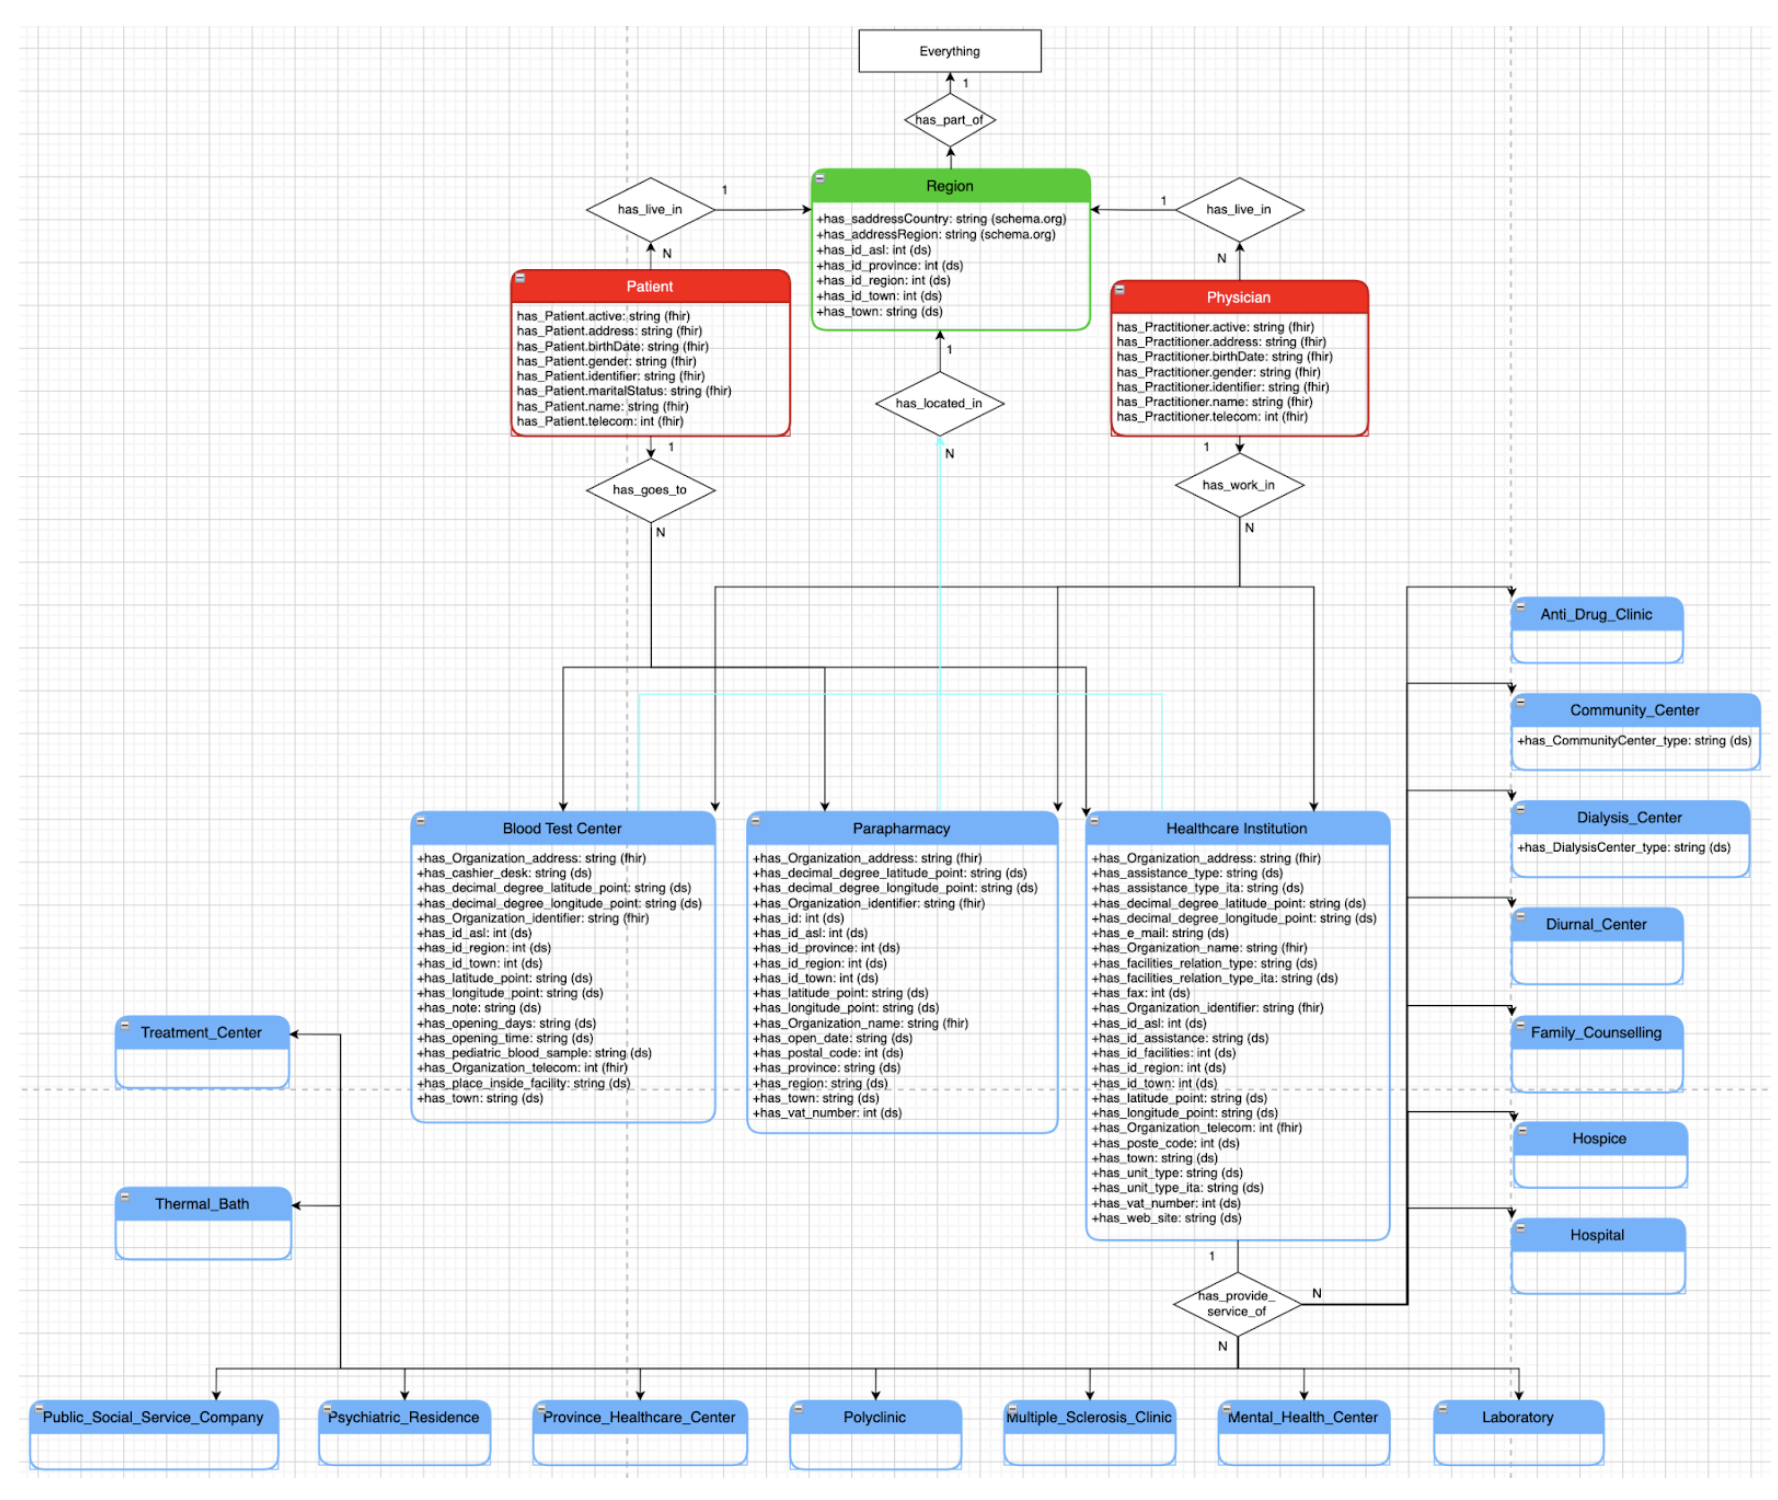 Everything
1
has_part_of
Region
+has_saddressCountry: string (schema.org)
+has_addressRegion: string (schema.org)
+has_id_asl: int (ds)
+has_id_province: int (ds)
+has_id_region: int (ds)
+has_id_town: int (ds)
+has_town: string (ds)
has_live_in
1
N
has_live_in
1
N
Patient
has_Patient.active: string (fhir)
has_Patient.address: string (fhir)
has_Patient.birthDate: string (fhir)
has_Patient.gender: string (fhir)
has_Patient.identifier: string (fhir)
has_Patient.maritalStatus: string (fhir)
has_Patient.name: string (fhir)
has_Patient.telecom: int (fhir)
Physician
has_Practitioner.active: string (fhir)
has_Practitioner.address: string (fhir)
has_Practitioner.birthDate: string (fhir)
has_Practitioner.gender: string (fhir)
has_Practitioner.identifier: string (fhir)
has_Practitioner.name: string (fhir)
has_Practitioner.telecom: int (fhir)
1
has_located_in
N
1
has_goes_to
N
1
has_work_in
N
Anti_Drug_Clinic
Community_Center
+has_CommunityCenter_type: string (ds)
Dialysis_Center
+has_DialysisCenter_type: string (ds)
Diurnal_Center
Family_Counselling
Hospice
Hospital
Blood Test Center
+has_Organization_address: string (fhir)
+has_cashier_desk: string (ds)
+has_decimal_degree_latitude_point: string (ds)
+has_decimal_degree_longitude_point: string (ds)
+has_Organization_identifier: string (fhir)
+has_id_asl: int (ds)
+has_id_region: int (ds)
+has_id_town: int (ds)
+has_latitude_point: string (ds)
+has_longitude_point: string (ds)
+has_note: string (ds)
+has_opening_days: string (ds)
+has_opening_time: string (ds)
+has_pediatric_blood_sample: string (ds)
+has_Organization_telecom: int (fhir)
+has_place_inside_facility: string (ds)
+has_town: string (ds)
Parapharmacy
+has_Organization_address: string (fhir)
+has_decimal_degree_latitude_point: string (ds)
+has_decimal_degree_longitude_point: string (ds)
+has_Organization_identifier: string (fhir)
+has_id: int (ds)
+has_id_asl: int (ds)
+has_id_province: int (ds)
+has_id_region: int (ds)
+has_id_town: int (ds)
+has_latitude_point: string (ds)
+has_longitude_point: string (ds)
+has_Organization_name: string (fhir)
+has_open_date: string (ds)
+has_postal_code: int (ds)
+has_province: string (ds)
+has_region: string (ds)
+has_town: string (ds)
+has_vat_number: int (ds)
Healthcare Institution
+has_Organization_address: string (fhir)
+has_assistance_type: string (ds)
+has_assistance_type_ita: string (ds)
+has_decimal_degree_latitude_point: string (ds)
+has_decimal_degree_longitude_point: string (ds)
+has_e_mail: string (ds)
+has_Organization_name: string (fhir)
+has_facilities_relation_type: string (ds)
+has_facilities_relation_type_ita: string (ds)
+has_fax: int (ds)
+has_Organization_identifier: string (fhir)
+has_id_asl: int (ds)
+has_id_assistance: string (ds)
+has_id_facilities: int (ds)
+has_id_region: int (ds)
+has_id_town: int (ds)
+has_latitude_point: string (ds)
+has_longitude_point: string (ds)
+has_Organization_telecom: int (fhir)
+has_poste_code: int (ds)
+has_town: string (ds)
+has_unit_type: string (ds)
+has_unit_type_ita: string (ds)
+has_vat_number: int (ds)
+has_web_site: string (ds)
1
has_provide_
service_of
N
N
Treatment_Center
Thermal_Bath
Public_Social_Service_Company
Psychiatric_Residence
Province_Healthcare_Center
Polyclinic
Multiple_Sclerosis_Clinic
Mental_Health_Center
Laboratory